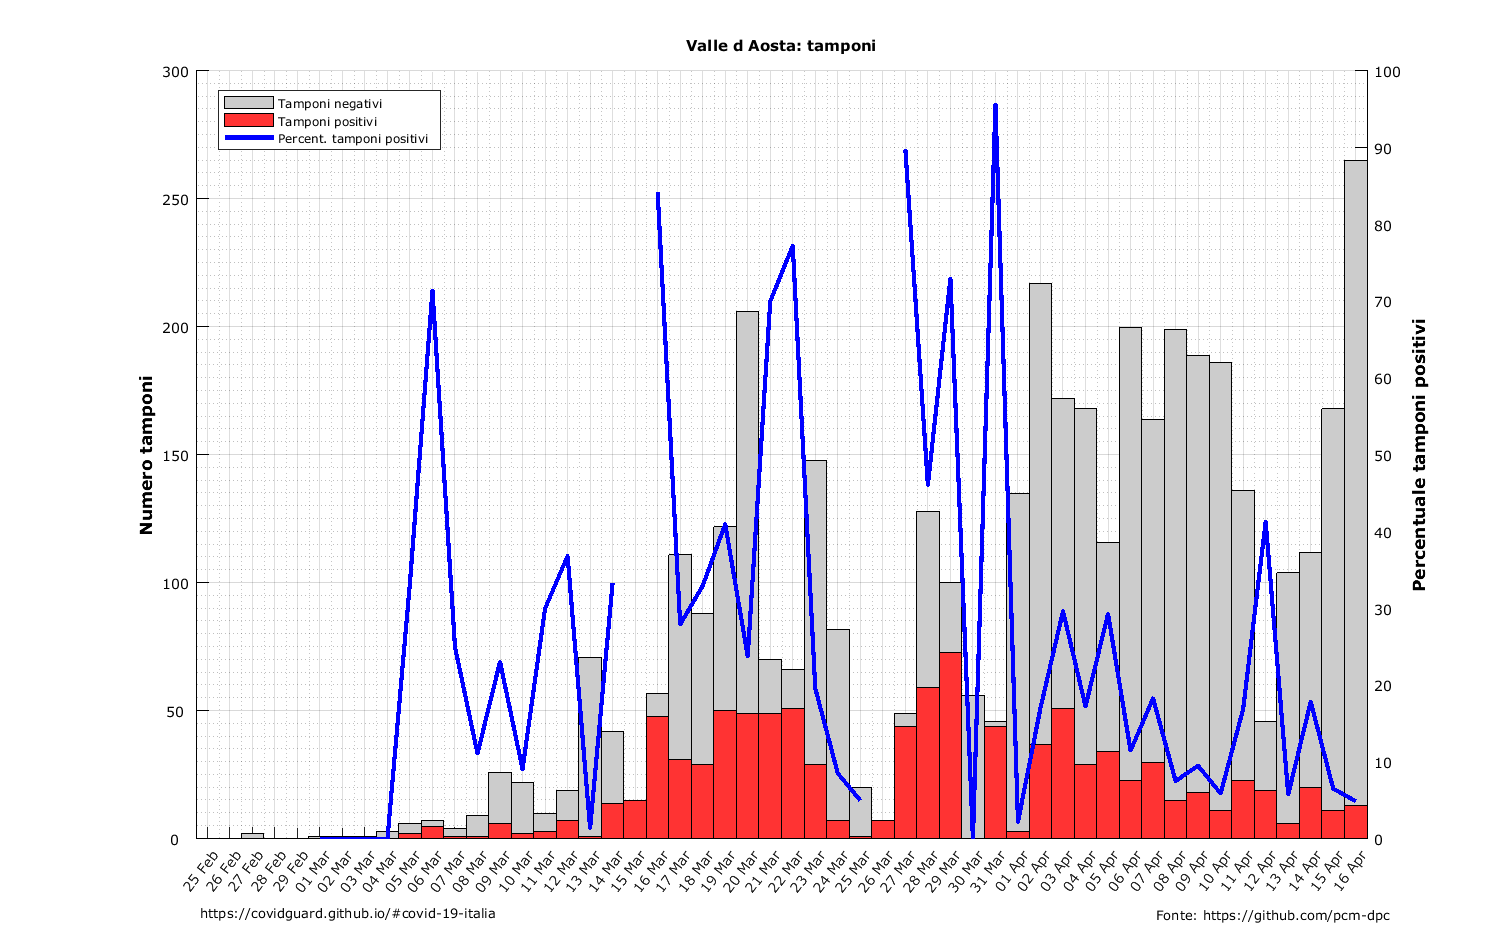 Valle d Aosta: tamponi
Tamponi negativi
Tamponi positivi
Percent. tamponi positivi
Numero tamponi
300
250
200
150
100
50
0
100
90
80
70
60
50
40
30
20
10
0
Percentuale tamponi positivi
25 Feb
26 Feb
27 Feb
28 Feb
29 Feb
01 Mar
02 Mar
03 Mar
04 Mar
05 Mar
06 Mar
07 Mar
08 Mar
09 Mar
10 Mar
11 Mar
12 Mar
13 Mar
14 Mar
15 Mar
16 Mar
17 Mar
18 Mar
19 Mar
20 Mar
21 Mar
22 Mar
23 Mar
24 Mar
25 Mar
26 Mar
27 Mar
28 Mar
29 Mar
30 Mar
31 Mar
01 Apr
02 Apr
03 Apr
04 Apr
05 Apr
06 Apr
07 Apr
08 Apr
09 Apr
10 Apr
11 Apr
12 Apr
13 Apr
14 Apr
15 Apr
16 Apr
https://covidguard.github.io/#covid-19-italia
Fonte: https://github.com/pcm-dpc